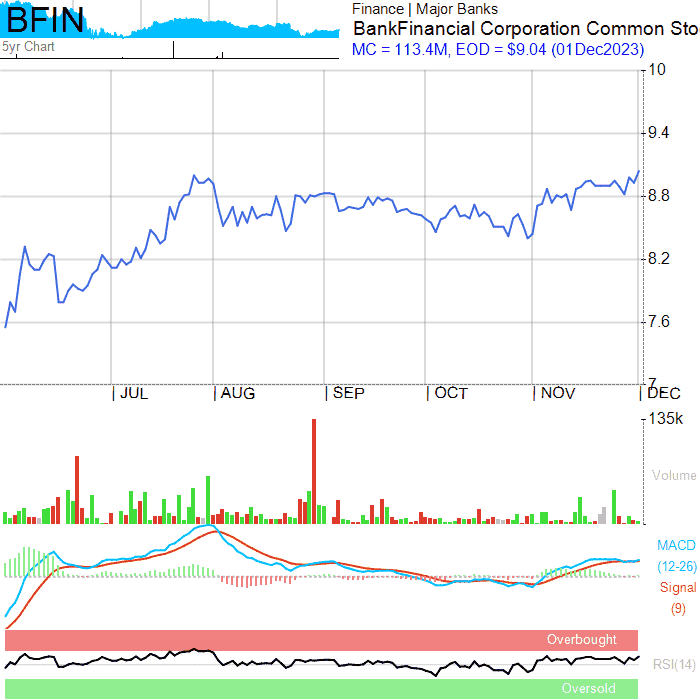 BFIN
Finance | Major Banks
BankFinancial Corporation Common Sto
MC = 113.4M, EOD = $9.04 (01Dec2023)
5yr Chart
10
9.4
8.8
8.2
7.6
7
JUL
AUG
SEP
OCT
NOV
DEC
135k
Volume
MACD
(12-26)
Signal
(9)
Overbought
RSI(14)
Oversold